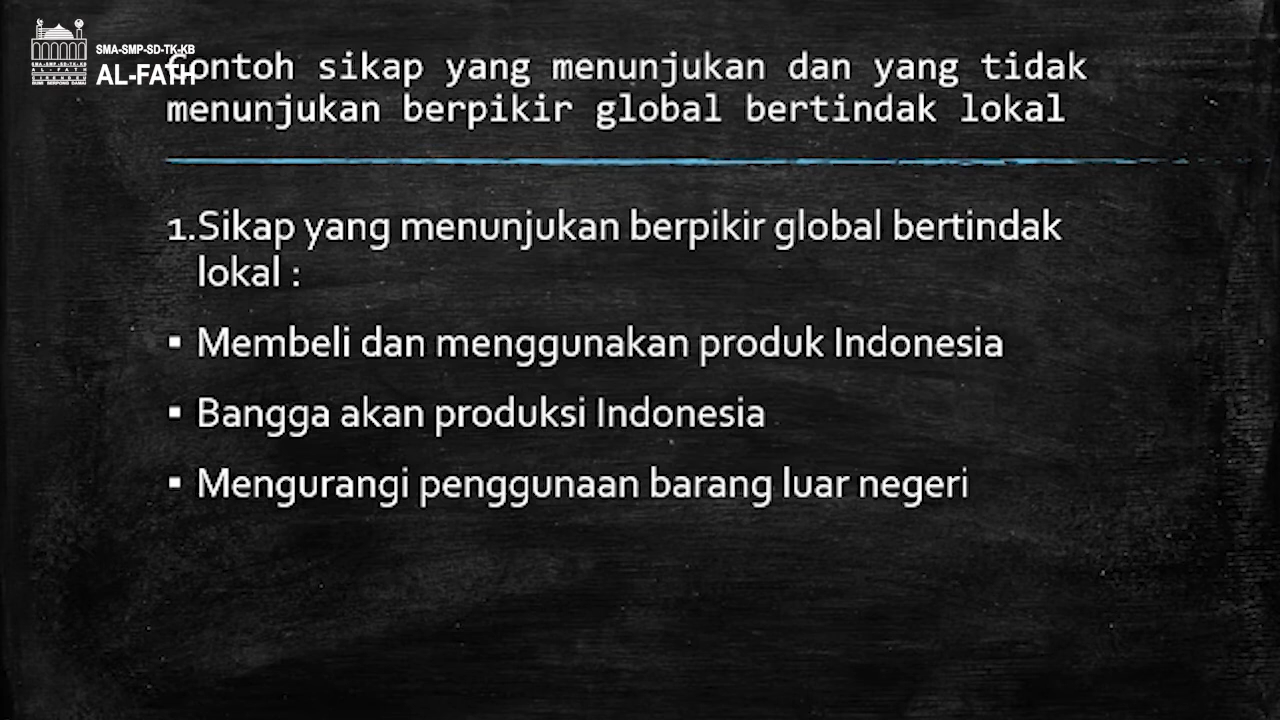 SMA-SMP-SD-TK-KB
AL-FATH
Contoh sikap yang menunjukan dan yang tidak
menunjukan berpikir global bertindak lokal
1.Sikap yang menunjukan berpikir global bertindak
lokal :
▪ Membeli dan menggunakan produk Indonesia
▪ Bangga akan produksi Indonesia
▪ Mengurangi penggunaan barang luar negeri